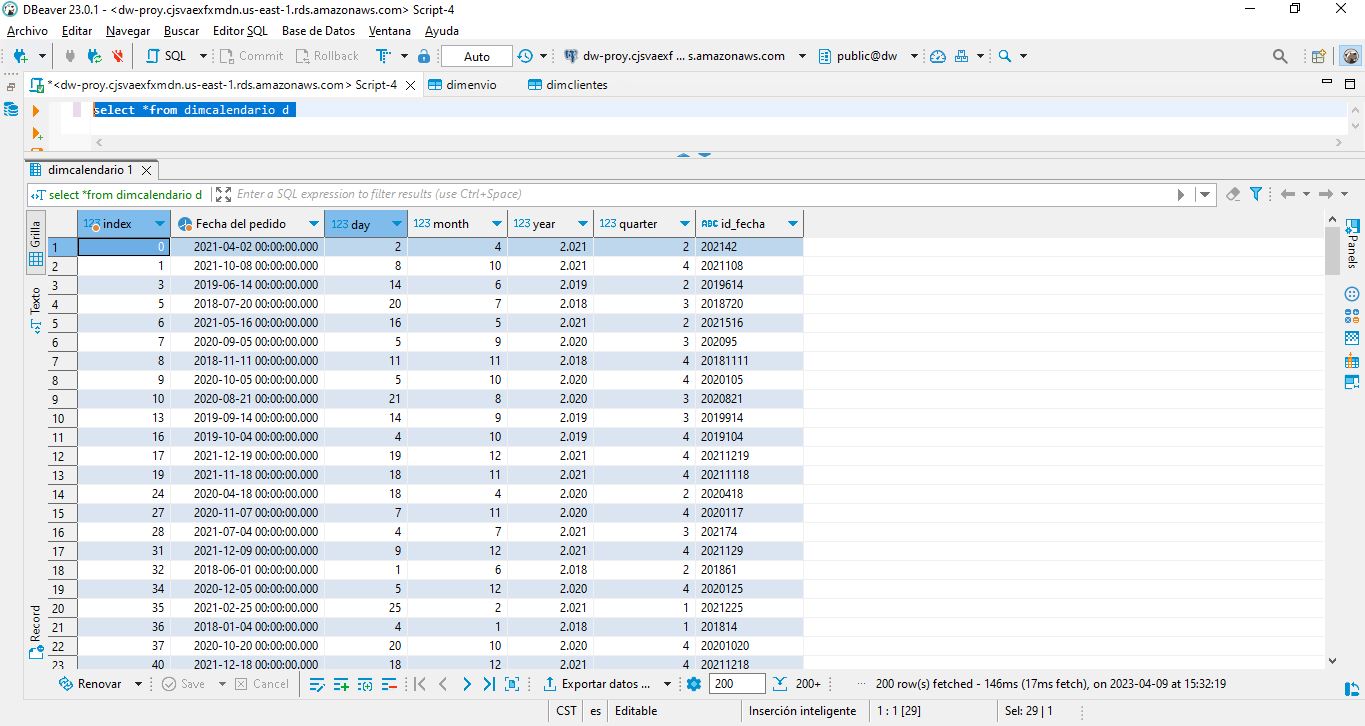 DBeaver 23.0.1 - <dw-proy.cjsvaexfxmdn.us-east-1.rds.amazonaws.com> Script-4
Archivo Editar Navegar Buscar Editor SQL Base de Datos Ventana Ayuda
SQL Commit Rollback T Auto dw-proy.cjsvaexf ... s.amazonaws.com public@dw
*<dw-proy.cjsvaexfxmdn.us-east-1.rds.amazonaws.com> Script-4 dimenvio dimclientes
select *from dimcalendario d
dimcalendario 1
select *from dimcalendario d Enter a SQL expression to filter results (use Ctrl+Space)
Grilla
Texto
Record
123 index Fecha del pedido 123 day 123 month 123 year 123 quarter ABC id_fecha
1 0 2021-04-02 00:00:00.000 2 4 2.021 2 202142
2 1 2021-10-08 00:00:00.000 8 10 2.021 4 2021108
3 3 2019-06-14 00:00:00.000 14 6 2.019 2 2019614
4 5 2018-07-20 00:00:00.000 20 7 2.018 3 2018720
5 6 2021-05-16 00:00:00.000 16 5 2.021 2 2021516
6 7 2020-09-05 00:00:00.000 5 9 2.020 3 202095
7 8 2018-11-11 00:00:00.000 11 11 2.018 4 20181111
8 9 2020-10-05 00:00:00.000 5 10 2.020 4 2020105
9 10 2020-08-21 00:00:00.000 21 8 2.020 3 2020821
10 13 2019-09-14 00:00:00.000 14 9 2.019 3 2019914
11 16 2019-10-04 00:00:00.000 4 10 2.019 4 2019104
12 17 2021-12-19 00:00:00.000 19 12 2.021 4 20211219
13 19 2021-11-18 00:00:00.000 18 11 2.021 4 20211118
14 24 2020-04-18 00:00:00.000 18 4 2.020 2 2020418
15 27 2020-11-07 00:00:00.000 7 11 2.020 4 2020117
16 28 2021-07-04 00:00:00.000 4 7 2.021 3 202174
17 31 2021-12-09 00:00:00.000 9 12 2.021 4 2021129
18 32 2018-06-01 00:00:00.000 1 6 2.018 2 201861
19 34 2020-12-05 00:00:00.000 5 12 2.020 4 2020125
20 35 2021-02-25 00:00:00.000 25 2 2.021 1 2021225
21 36 2018-01-04 00:00:00.000 4 1 2.018 1 201814
22 37 2020-10-20 00:00:00.000 20 10 2.020 4 20201020
23 40 2021-12-18 00:00:00.000 18 12 2.021 4 20211218
Panels
Renovar Save Cancel Exportar datos ... 200 200+ ... 200 row(s) fetched - 146ms (17ms fetch), on 2023-04-09 at 15:32:19
CST es Editable Inserción inteligente 1 : 1 [29] Sel: 29 | 1